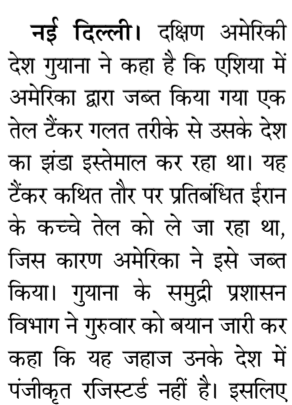 नई दिल्ली। दक्षिण अमेरिकी
देश गुयाना ने कहा है कि एशिया में
अमेरिका द्वारा जब्त किया गया एक
तेल टैंकर गलत तरीके से उसके देश
का झंडा इस्तेमाल कर रहा था। यह
टैंकर कथित तौर पर प्रतिबंधित ईरान
के कच्चे तेल को ले जा रहा था,
जिस कारण अमेरिका ने इसे जब्त
किया। गुयाना के समुद्री प्रशासन
विभाग ने गुरुवार को बयान जारी कर
कहा कि यह जहाज उनके देश में
पंजीकृत रजिस्टर्ड नहीं है। इसलिए